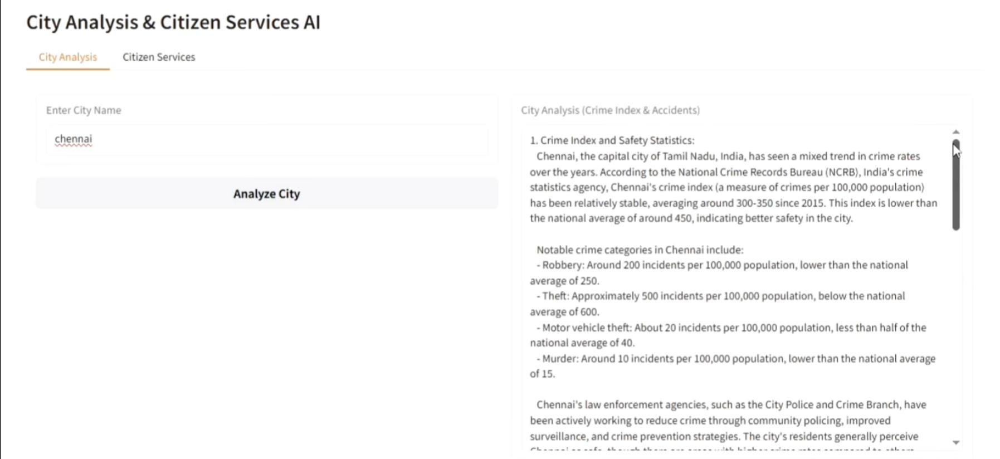 City Analysis & Citizen Services AI
City Analysis
Citizen Services
Enter City Name
chennai
Analyze City
City Analysis (Crime Index & Accidents)
1. Crime Index and Safety Statistics:
Chennai, the capital city of Tamil Nadu, India, has seen a mixed trend in crime rates
over the years. According to the National Crime Records Bureau (NCRB), India's crime
statistics agency, Chennai's crime index (a measure of crimes per 100,000 population)
has been relatively stable, averaging around 300-350 since 2015. This index is lower than
the national average of around 450, indicating better safety in the city.
Notable crime categories in Chennai include:
- Robbery: Around 200 incidents per 100,000 population, lower than the national
average of 250.
- Theft: Approximately 500 incidents per 100,000 population, below the national
average of 600.
- Motor vehicle theft: About 20 incidents per 100,000 population, less than half of the
national average of 40.
- Murder: Around 10 incidents per 100,000 population, lower than the national average
of 15.
Chennai's law enforcement agencies, such as the City Police and Crime Branch, have
been actively working to reduce crime through community policing, improved
surveillance, and crime prevention strategies. The city's residents generally perceive